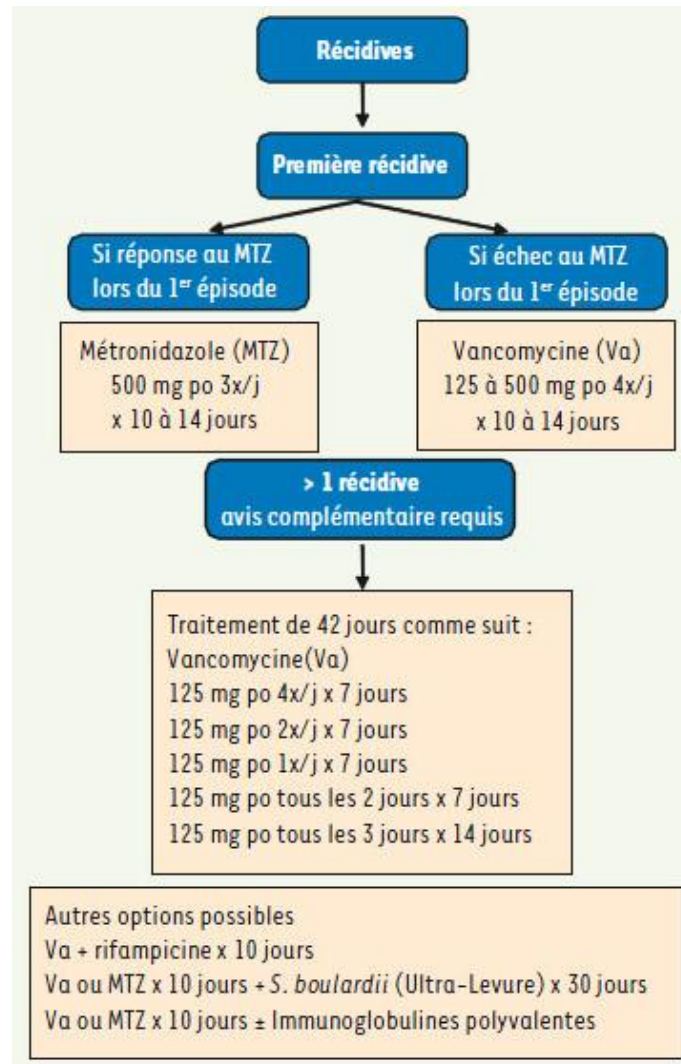 Récidives
Première récidive
Si réponse au MTZ
lors du 1er épisode
Si échec au MTZ
lors du 1er épisode
Métronidazole (MTZ)
500 mg po 3x/j
x 10 à 14 jours
Vancomycine (Va)
125 à 500 mg po 4x/j
x 10 à 14 jours
> 1 récidive
avis complémentaire requis
Traitement de 42 jours comme suit :
Vancomycine(Va)
125 mg po 4x/j x 7 jours
125 mg po 2x/j x 7 jours
125 mg po 1x/j x 7 jours
125 mg po tous les 2 jours x 7 jours
125 mg po tous les 3 jours x 14 jours
Autres options possibles
Va + rifampicine x 10 jours
Va ou MTZ x 10 jours + S. boulardii (Ultra-Levure) x 30 jours
Va ou MTZ x 10 jours ± Immunoglobulines polyvalentes